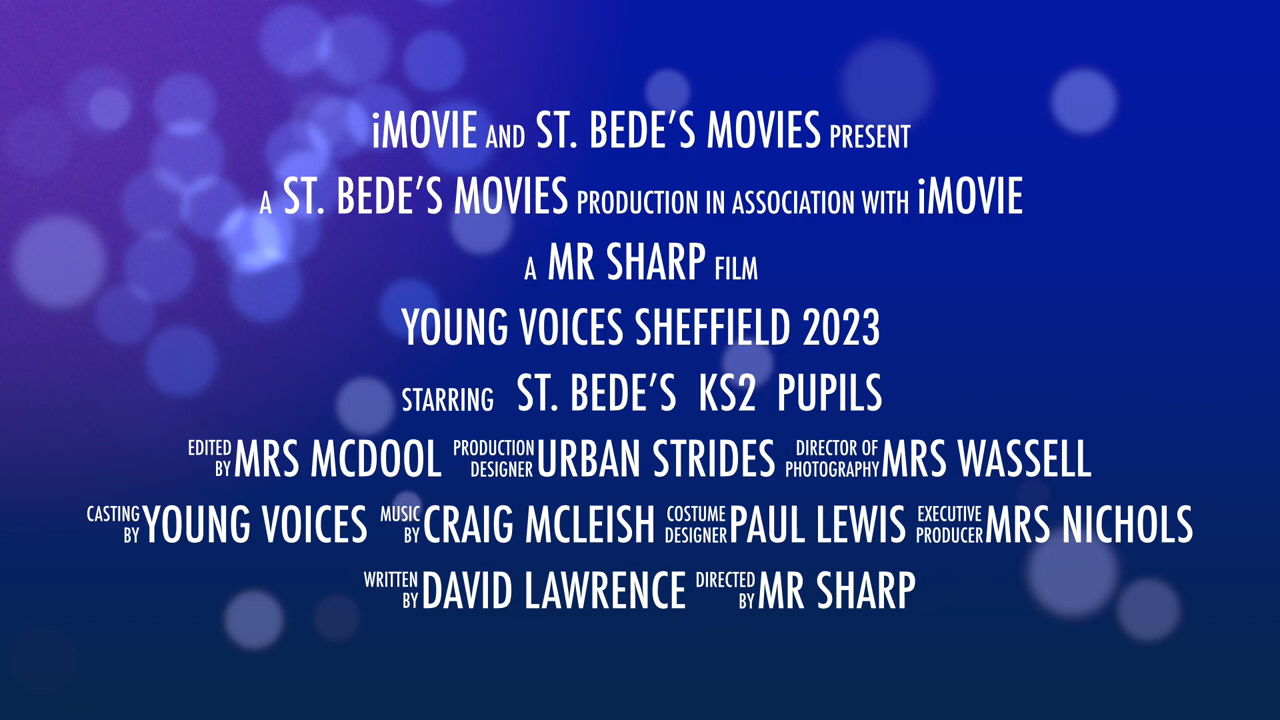 iMOVIE AND ST. BEDE'S MOVIES PRESENT
A ST. BEDE'S MOVIES PRODUCTION IN ASSOCIATION WITH iMOVIE
A MR SHARP FILM
YOUNG VOICES SHEFFIELD 2023
STARRING ST. BEDE'S KS2 PUPILS
EDITED BY MRS MCDOOL PRODUCTION DESIGNER URBAN STRIDES DIRECTOR OF PHOTOGRAPHY MRS WASSELL
CASTING BY YOUNG VOICES MUSIC BY CRAIG MCLEISH COSTUME DESIGNER PAUL LEWIS EXECUTIVE PRODUCER MRS NICHOLS
WRITTEN BY DAVID LAWRENCE DIRECTED BY MR SHARP